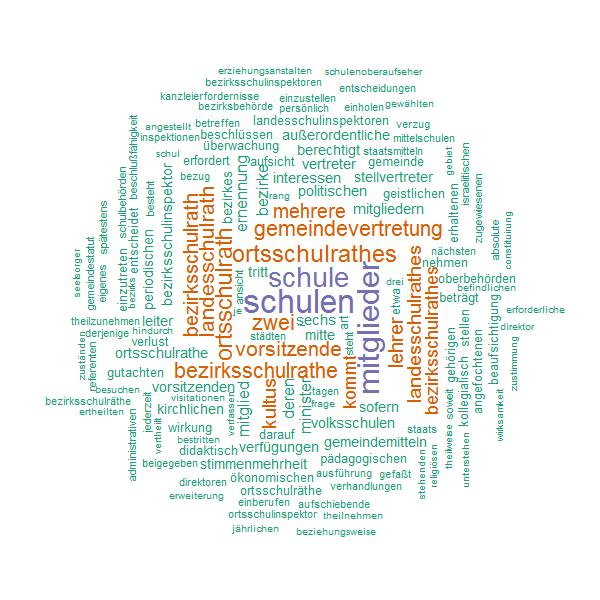 erziehungsanstalten schulenoberaufseher
bezirksschulinspektoren
entscheidungen
kanzleierfordernisse einzustellen
bezirksbehörde persönlich einholen gewählten
angestellt betreffen landesschulinspektoren verzug
inspektionen beschlüssen außerordentliche mittelschulen
überwachung
schul berechtigt staatsmitteln
erfordert aufsicht vertreter gemeinde
bezug interessen stellvertreter
rang politischen geistlichen
mehrere mitgliedern
gemeindevertretung
nächsten
ortsschulrathes nehmen
tritt oberbehörden
schule drei befindlichen
schulen etwa beträgt
je
erforderliche
theilzunehmen leiter zwei sechs
direktor
hindurch städten mitte
cderjenige
verlust
ortsschulrathe vorsitzende
gutachten bezirksschulrathe
besuchen vorsitzenden tagen
visitationen
bezirksschulräthe frage sofern
ertheilten kirchlichen
wirkung volksschulen staats
darauf
bestritten gemeindemitteln
didaktisch verfügungen
beigegeben stimmenmehrheit pädagogischen
ökonomischen ausführung gefaßt
direktoren ortsschulräthe verhandlungen
erweiterung einberufen aufschiebende
ortsschulinspektor theilnehmen
jährlichen beziehungsweise
seelsorger
gemeindestatut
eigenes
spätestens
einzutreten
schulbehörden
bezirks
entscheidet
beschlußfähigkeit
besteht
periodischen
bezirksschulinspektor
bezirksschulrath
landesschulrath
ortsschulrath
bezirkes
ernennung
bezirke
ansicht
mitglieder
steht
art
kommt
lehrer
landesschulrathes
bezirksschulrathes
erhaltenen
gebiet
israelitischen
zugewiesenen
absolute
constituirung
gehörigen
kollegialisch
stellen
angefochtenen
beaufsichtigung
zustimmung
wirksamkeit
soweit
theilweise
religiösen
unterstehen
stehenden
zuständen
referenten
administrativen
jederzeit
vertheilt
verfassen
mitglied
kultus
deren
minister